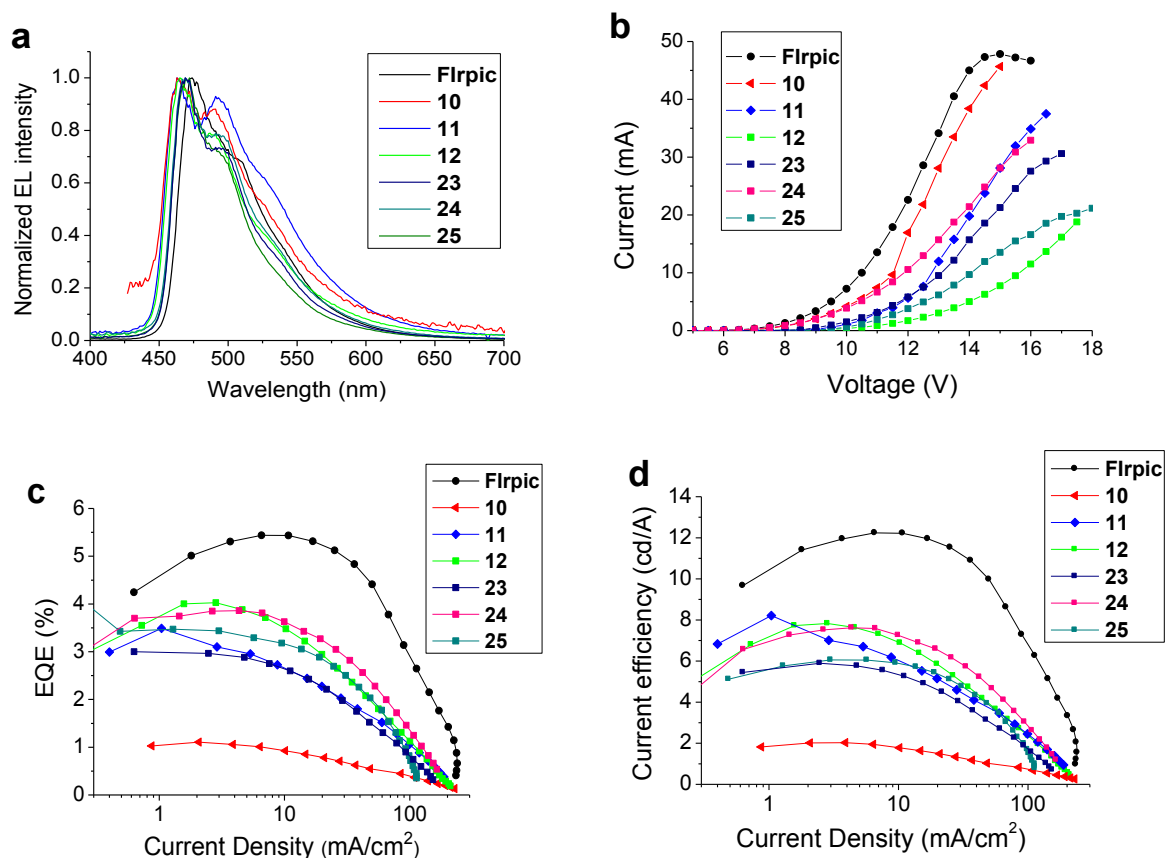 a
Normalized EL intensity
1.0
0.8
0.6
0.4
0.2
0.0
400 450 500 550 600 650 700
Wavelength (nm)
FIrpic
10
11
12
23
24
25
b
Current (mA)
50
40
30
20
10
0
6 8 10 12 14 16 18
Voltage (V)
FIrpic
10
11
12
23
24
25
c
EQE (%)
6
5
4
3
2
1
0
1 10 100
Current Density (mA/cm²)
FIrpic
10
11
12
23
24
25
d
Current efficiency (cd/A)
14
12
10
8
6
4
2
0
1 10 100
Current Density (mA/cm²)
FIrpic
10
11
12
23
24
25